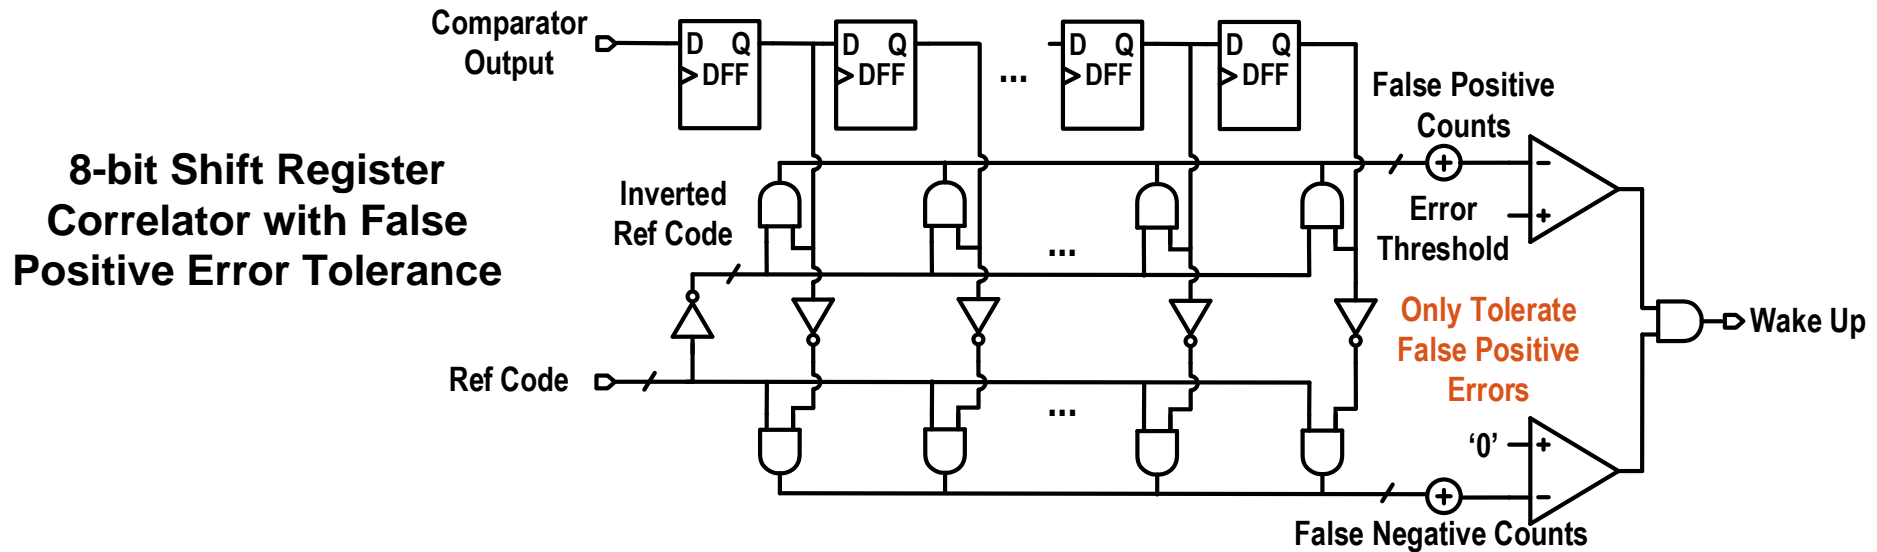 Comparator
Output
D Q
DFF
D Q
DFF
...
D Q
DFF
D Q
DFF
8-bit Shift Register
Correlator with False
Positive Error Tolerance
False Positive
Counts
+
−
+
Inverted
Ref Code
...
Error
Threshold
Only Tolerate
False Positive
Errors
Wake Up
Ref Code
...
'0'
+
−
+
False Negative Counts